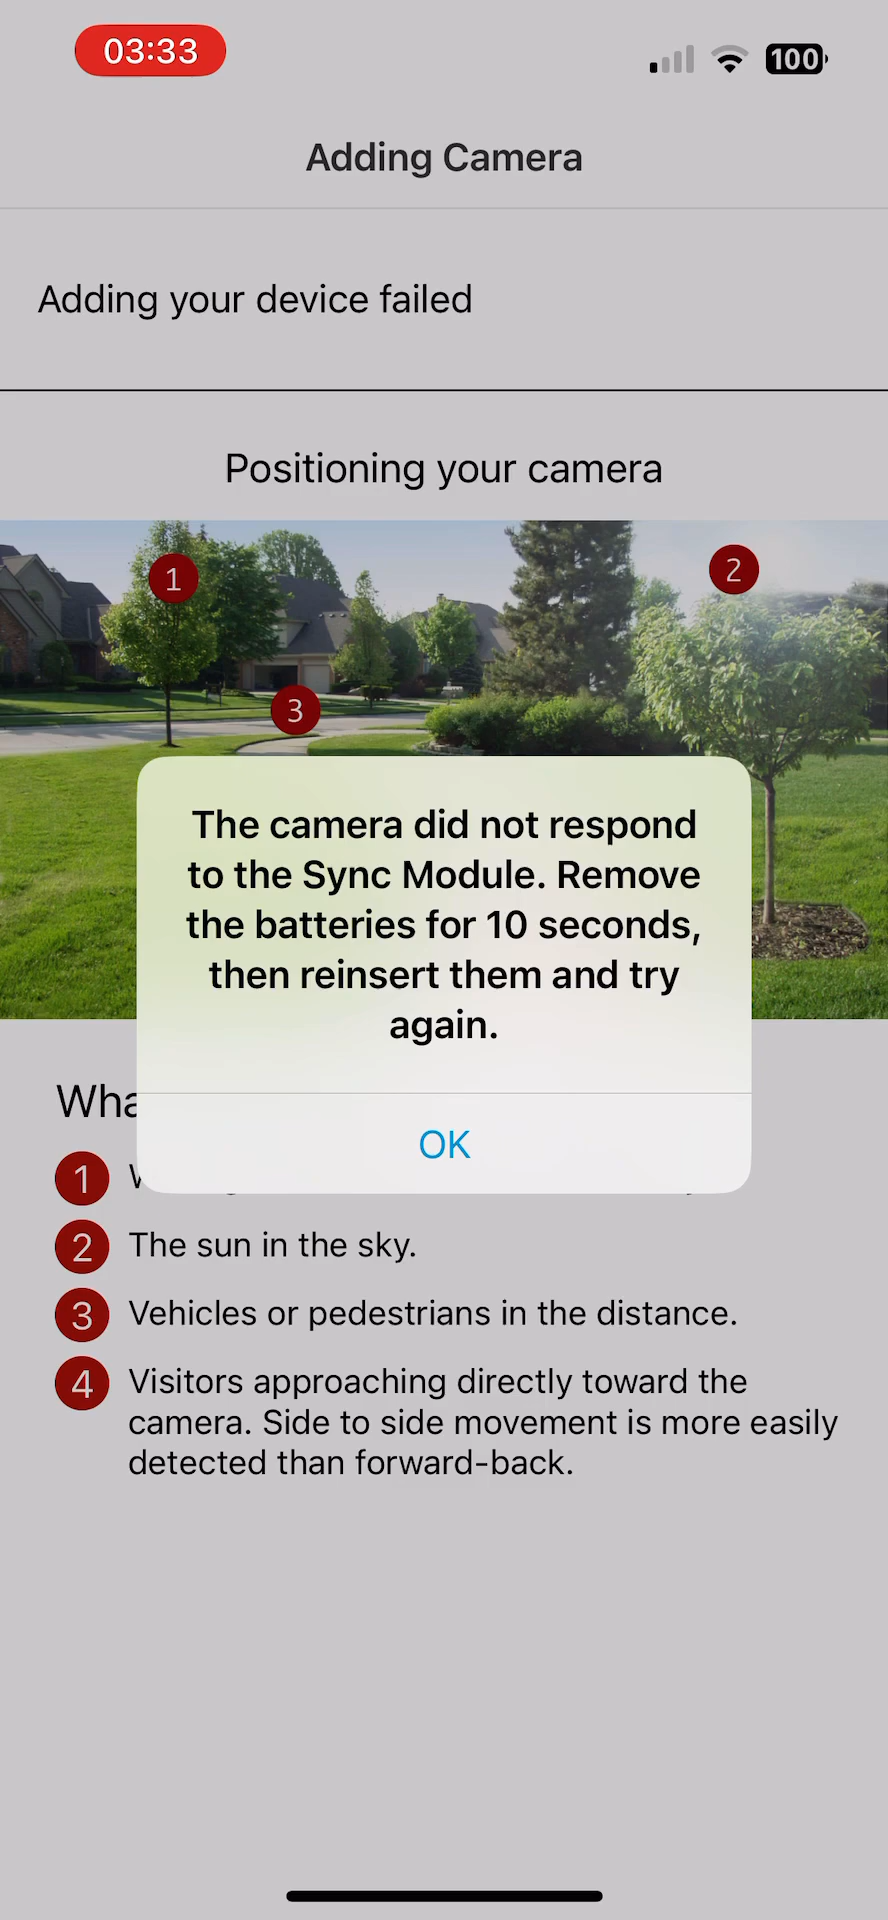 03:33
100
Adding Camera
Adding your device failed
Positioning your camera
1
2
3
The camera did not respond
to the Sync Module. Remove
the batteries for 10 seconds,
then reinsert them and try
again.
OK
1
2 The sun in the sky.
3 Vehicles or pedestrians in the distance.
4 Visitors approaching directly toward the
camera. Side to side movement is more easily
detected than forward-back.